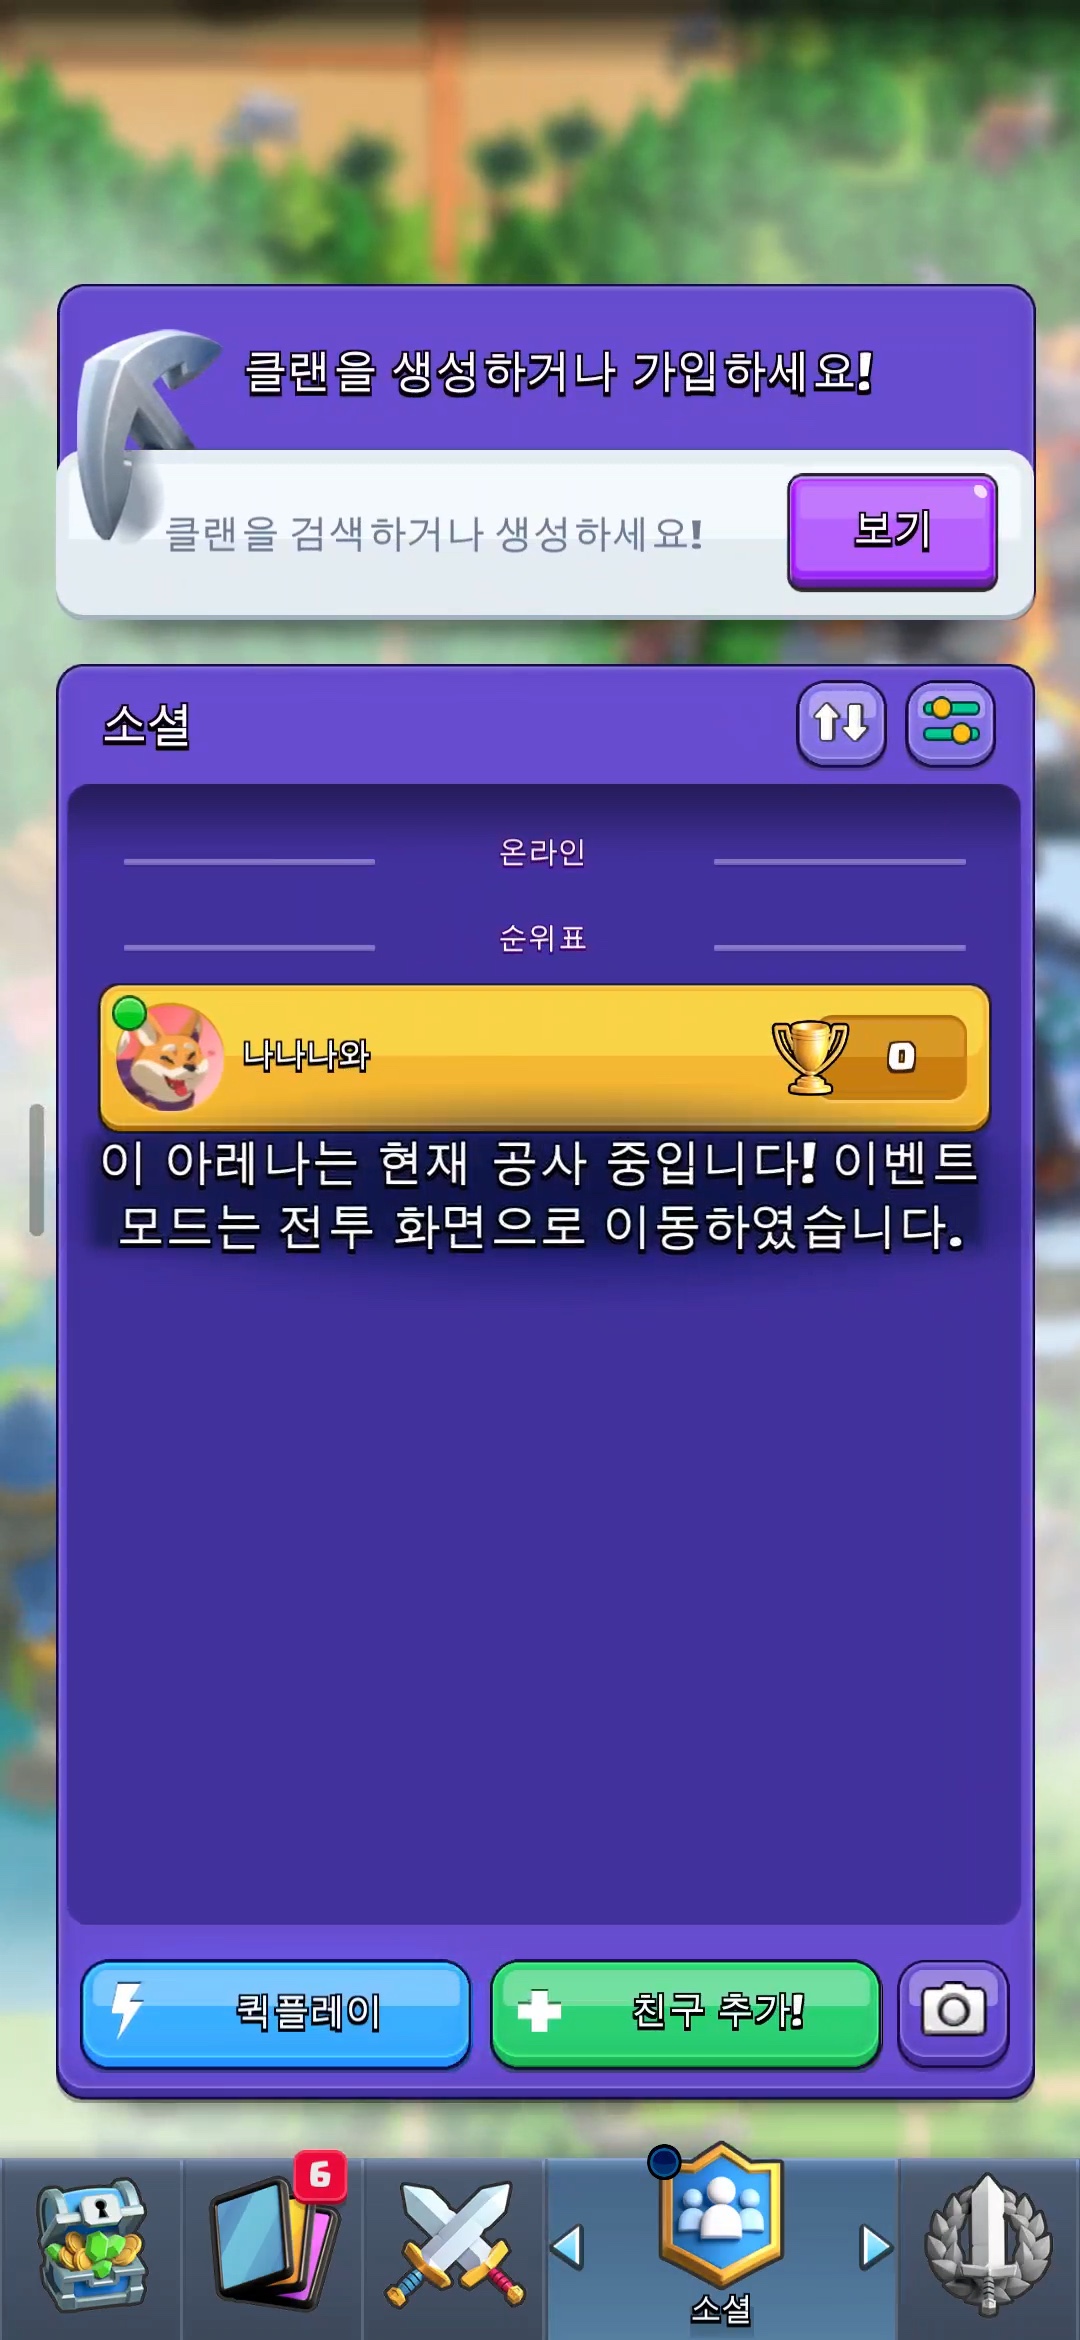 클랜을 생성하거나 가입하세요!
클랜을 검색하거나 생성하세요!
보기
소셜
온라인
순위표
나나나와
0
이 아레나는 현재 공사 중입니다! 이벤트
모드는 전투 화면으로 이동하였습니다.
퀵플레이
친구 추가!
6
소셜